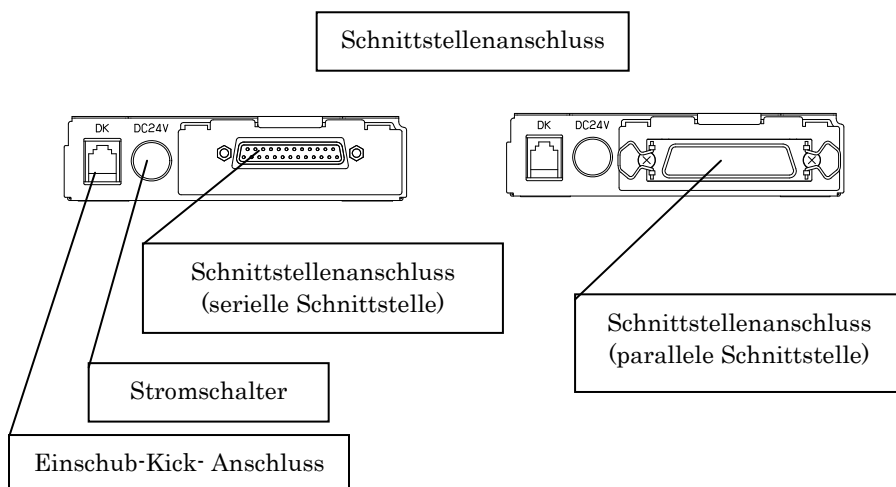 Schnittstellenanschluss
DK DC24V
DK DC24V
Schnittstellenanschluss
(serielle Schnittstelle)
Schnittstellenanschluss
(parallele Schnittstelle)
Stromschalter
Einschub-Kick- Anschluss